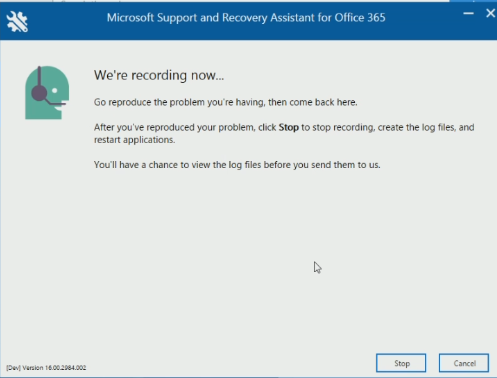 Microsoft Support and Recovery Assistant for Office 365
We're recording now...
Go reproduce the problem you're having, then come back here.
After you've reproduced your problem, click Stop to stop recording, create the log files, and
restart applications.
You'll have a chance to view the log files before you send them to us.
Stop
Cancel
[Dev] Version 16.00.2984.002